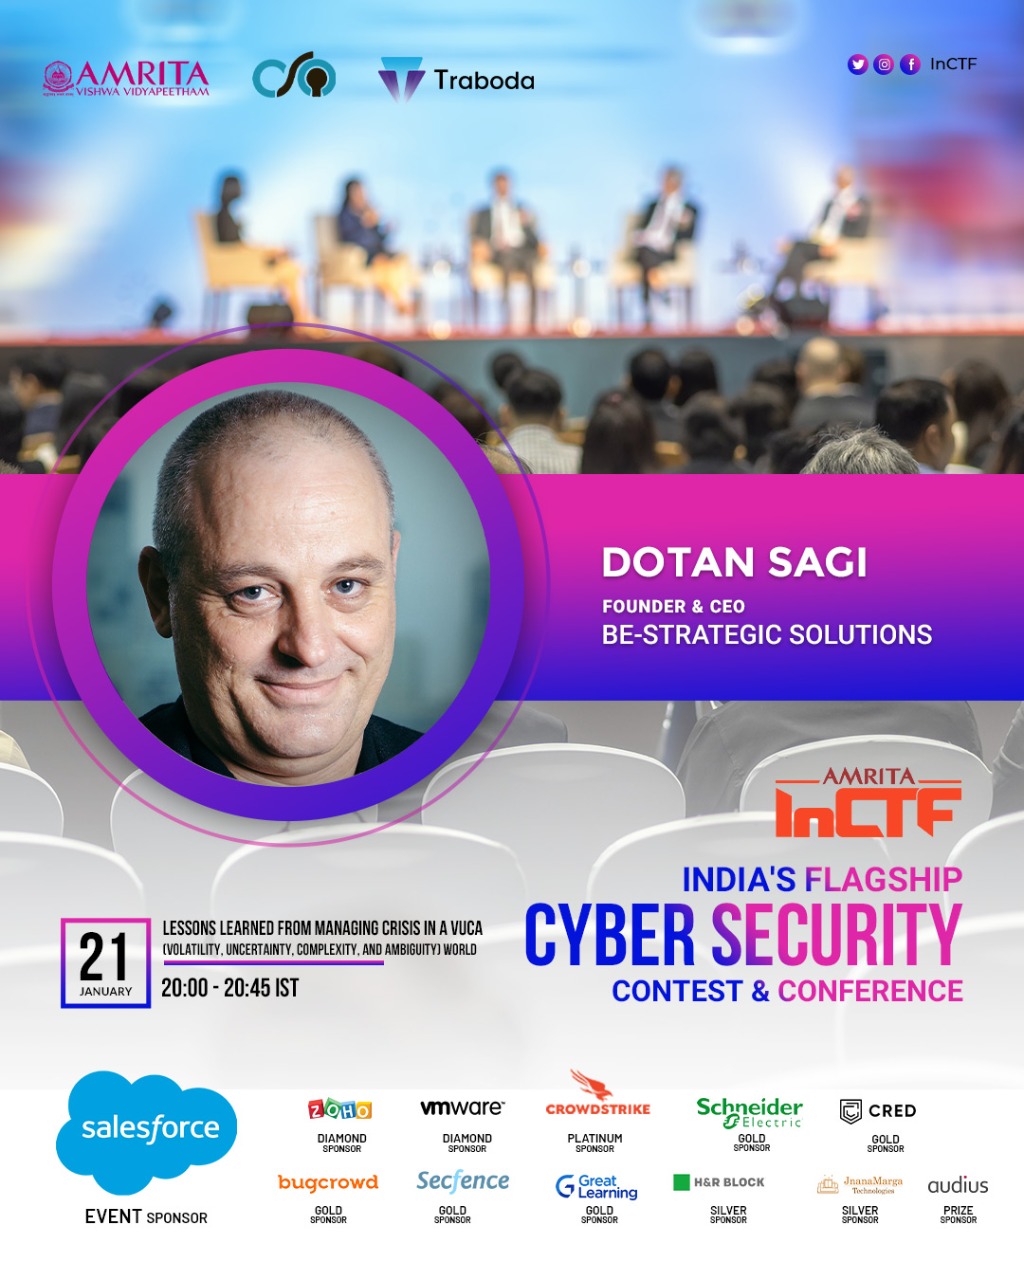 AMRITA
VISHWA VIDYAPEETHAM
Traboda
InCTF
DOTAN SAGI
FOUNDER & CEO
BE-STRATEGIC SOLUTIONS
AMRITA
InCTF
INDIA'S FLAGSHIP
CYBER SECURITY
CONTEST & CONFERENCE
21
JANUARY
LESSONS LEARNED FROM MANAGING CRISIS IN A VUCA
(VOLATILITY, UNCERTAINTY, COMPLEXITY, AND AMBIGUITY) WORLD
20:00 - 20:45 IST
salesforce
EVENT SPONSOR
ZOHO
DIAMOND
SPONSOR
vmware
DIAMOND
SPONSOR
CROWDSTRIKE
PLATINUM
SPONSOR
Schneider
Electric
GOLD
SPONSOR
CRED
GOLD
SPONSOR
bugcrowd
GOLD
SPONSOR
Secfence
GOLD
SPONSOR
Great
Learning
GOLD
SPONSOR
H&R BLOCK
SILVER
SPONSOR
JnanaMarga
Technologies
SILVER
SPONSOR
audius
PRIZE
SPONSOR